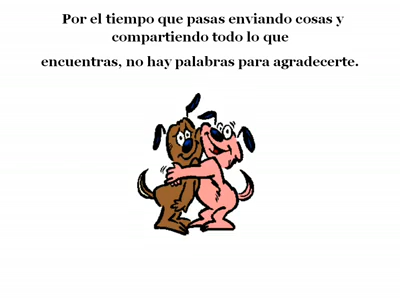 Por el tiempo que pasas enviando cosas y
compartiendo todo lo que
encuentras, no hay palabras para agradecerte.